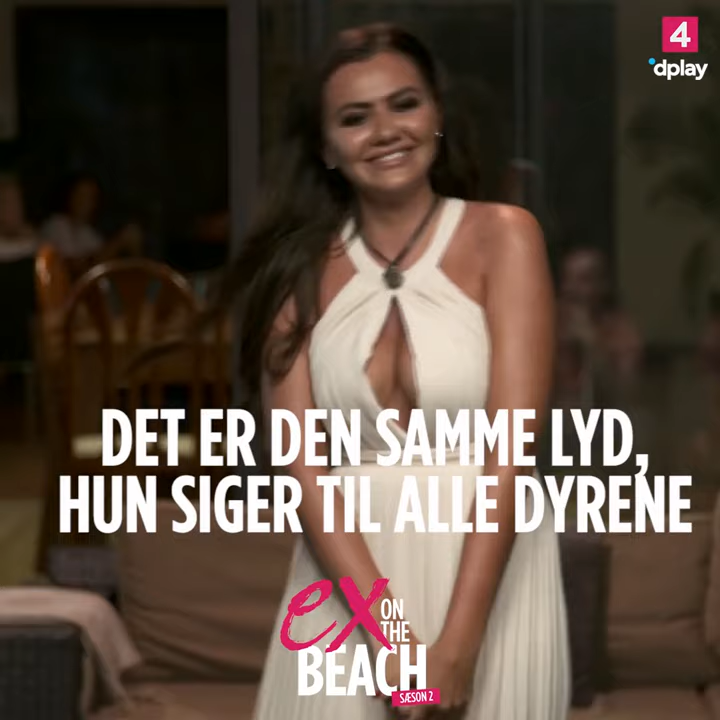 4
dplay
DET ER DEN SAMME LYD,
HUN SIGER TIL ALLE DYRENE
ex ON
THE
BEACH
SÆSON 2